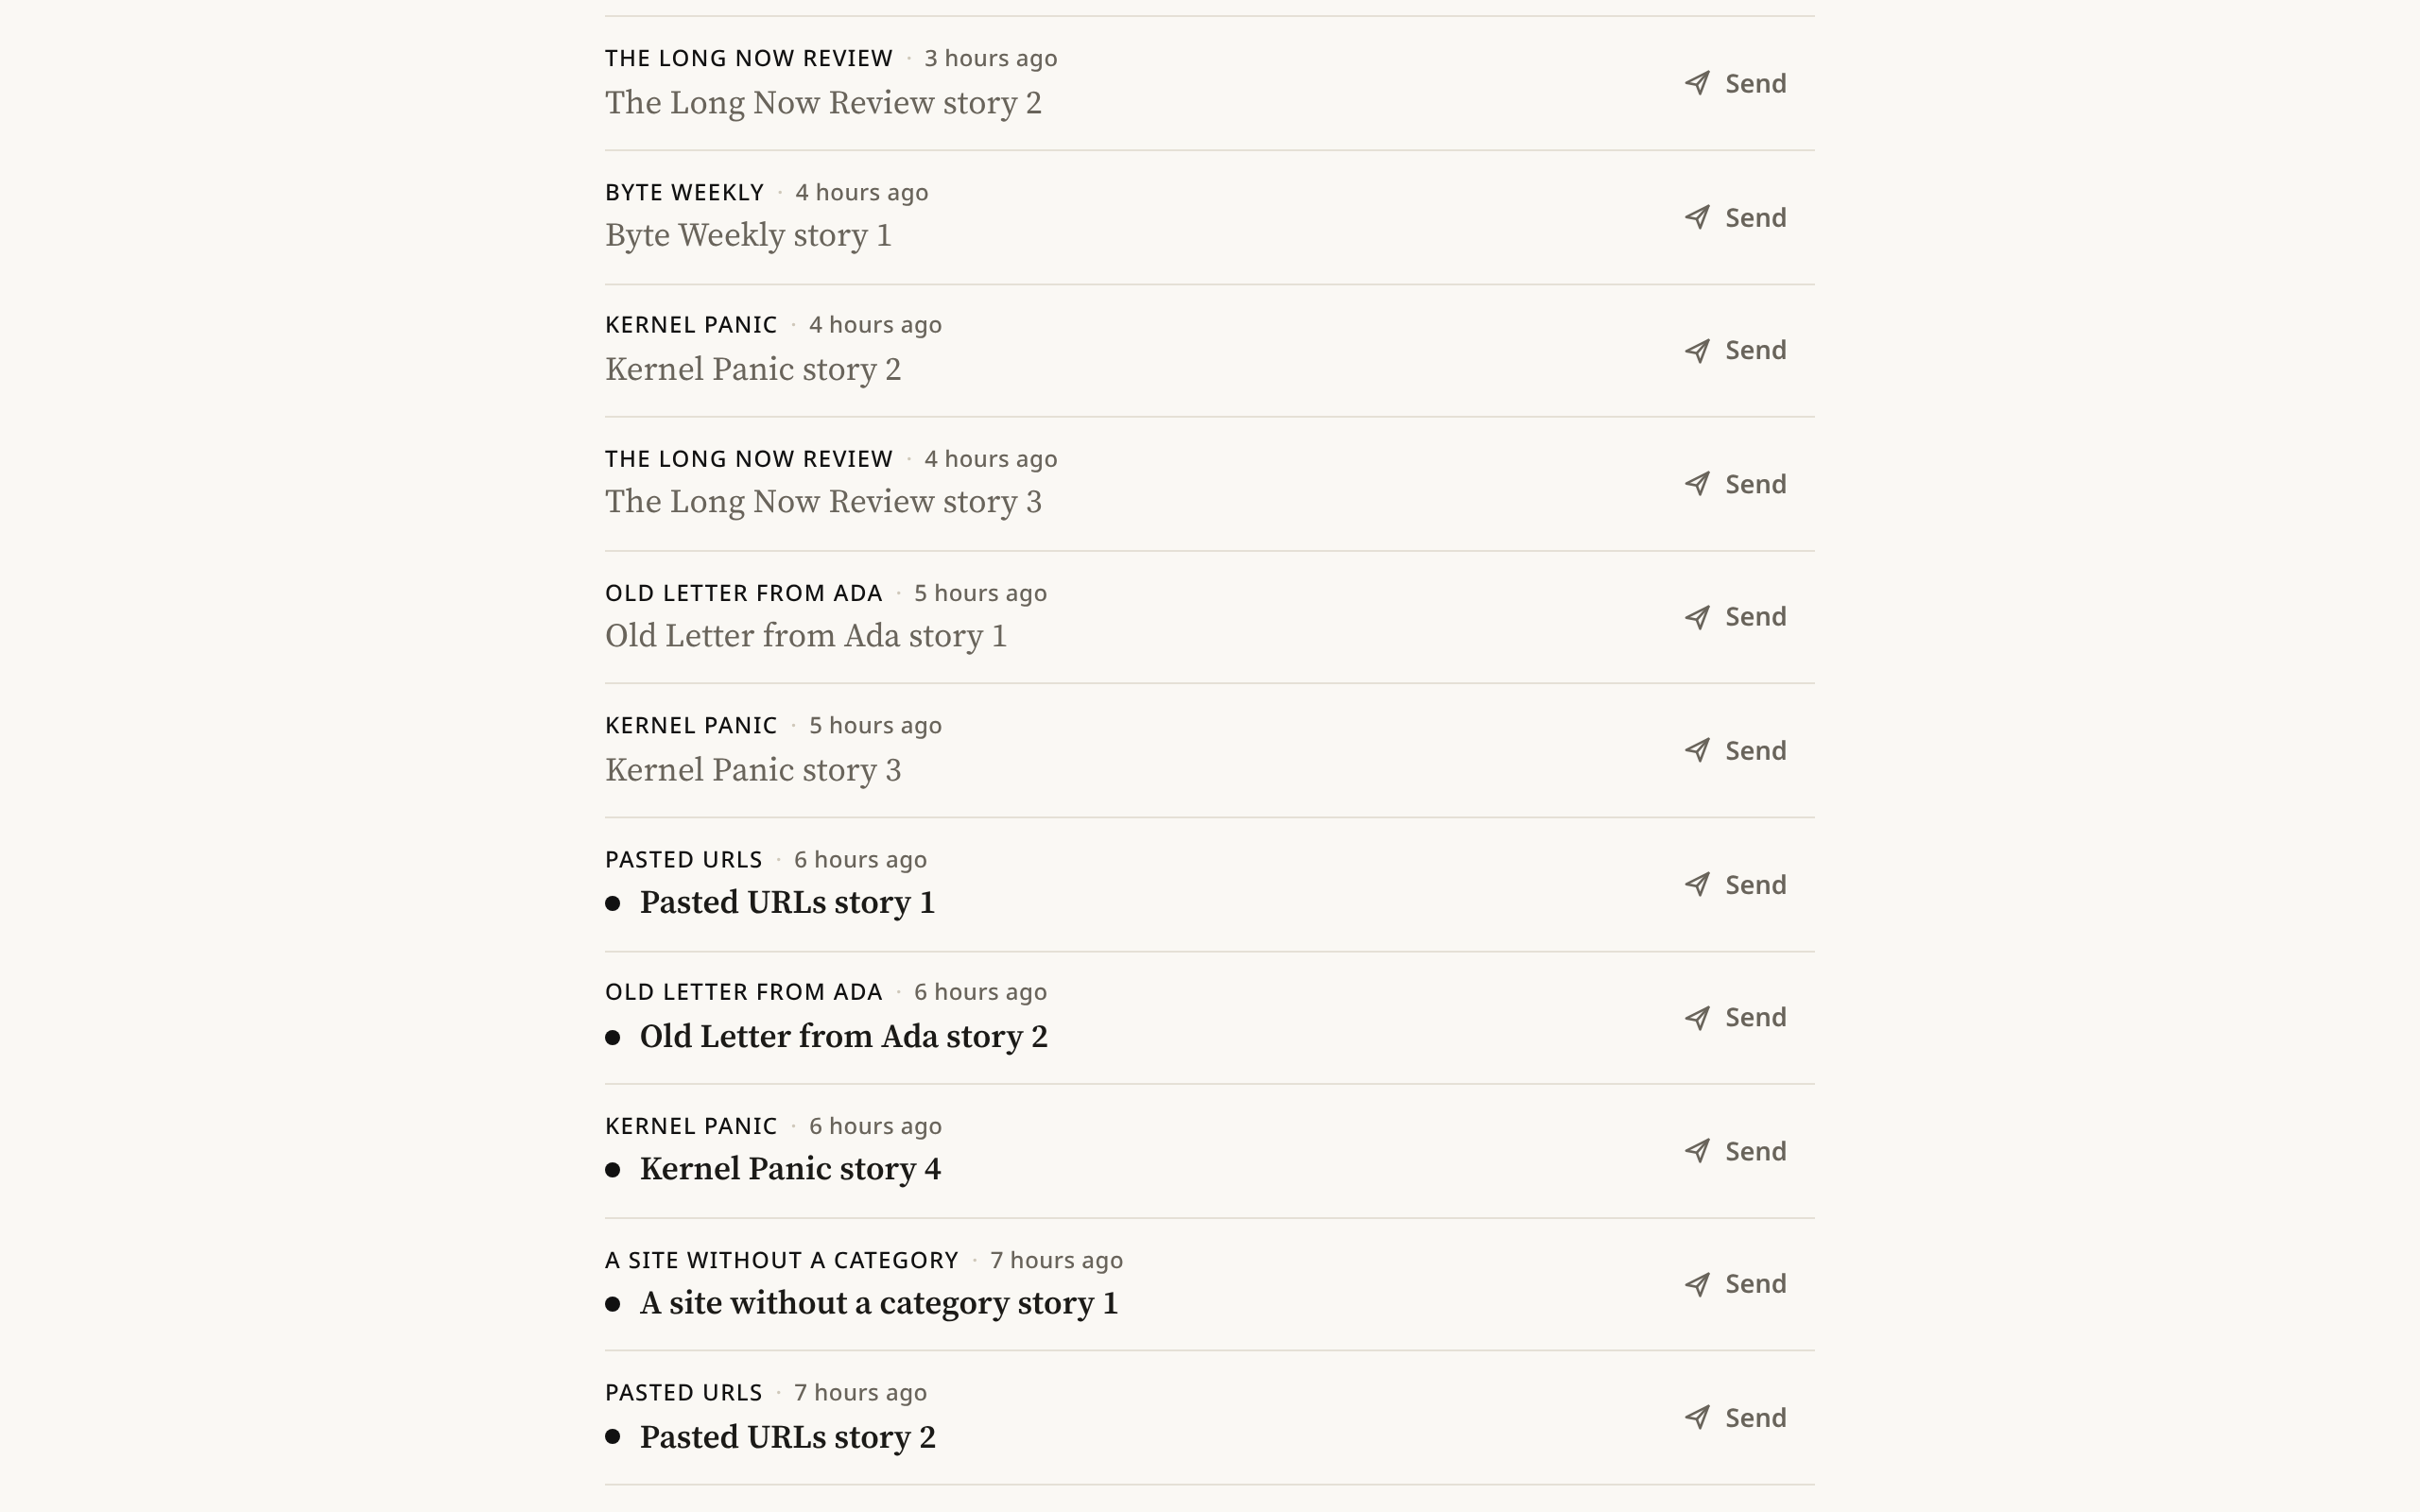 THE LONG NOW REVIEW · 3 hours ago
The Long Now Review story 2
Send
BYTE WEEKLY · 4 hours ago
Byte Weekly story 1
Send
KERNEL PANIC · 4 hours ago
Kernel Panic story 2
Send
THE LONG NOW REVIEW · 4 hours ago
The Long Now Review story 3
Send
OLD LETTER FROM ADA · 5 hours ago
Old Letter from Ada story 1
Send
KERNEL PANIC · 5 hours ago
Kernel Panic story 3
Send
PASTED URLS · 6 hours ago
Pasted URLs story 1
Send
OLD LETTER FROM ADA · 6 hours ago
Old Letter from Ada story 2
Send
KERNEL PANIC · 6 hours ago
Kernel Panic story 4
Send
A SITE WITHOUT A CATEGORY · 7 hours ago
A site without a category story 1
Send
PASTED URLS · 7 hours ago
Pasted URLs story 2
Send